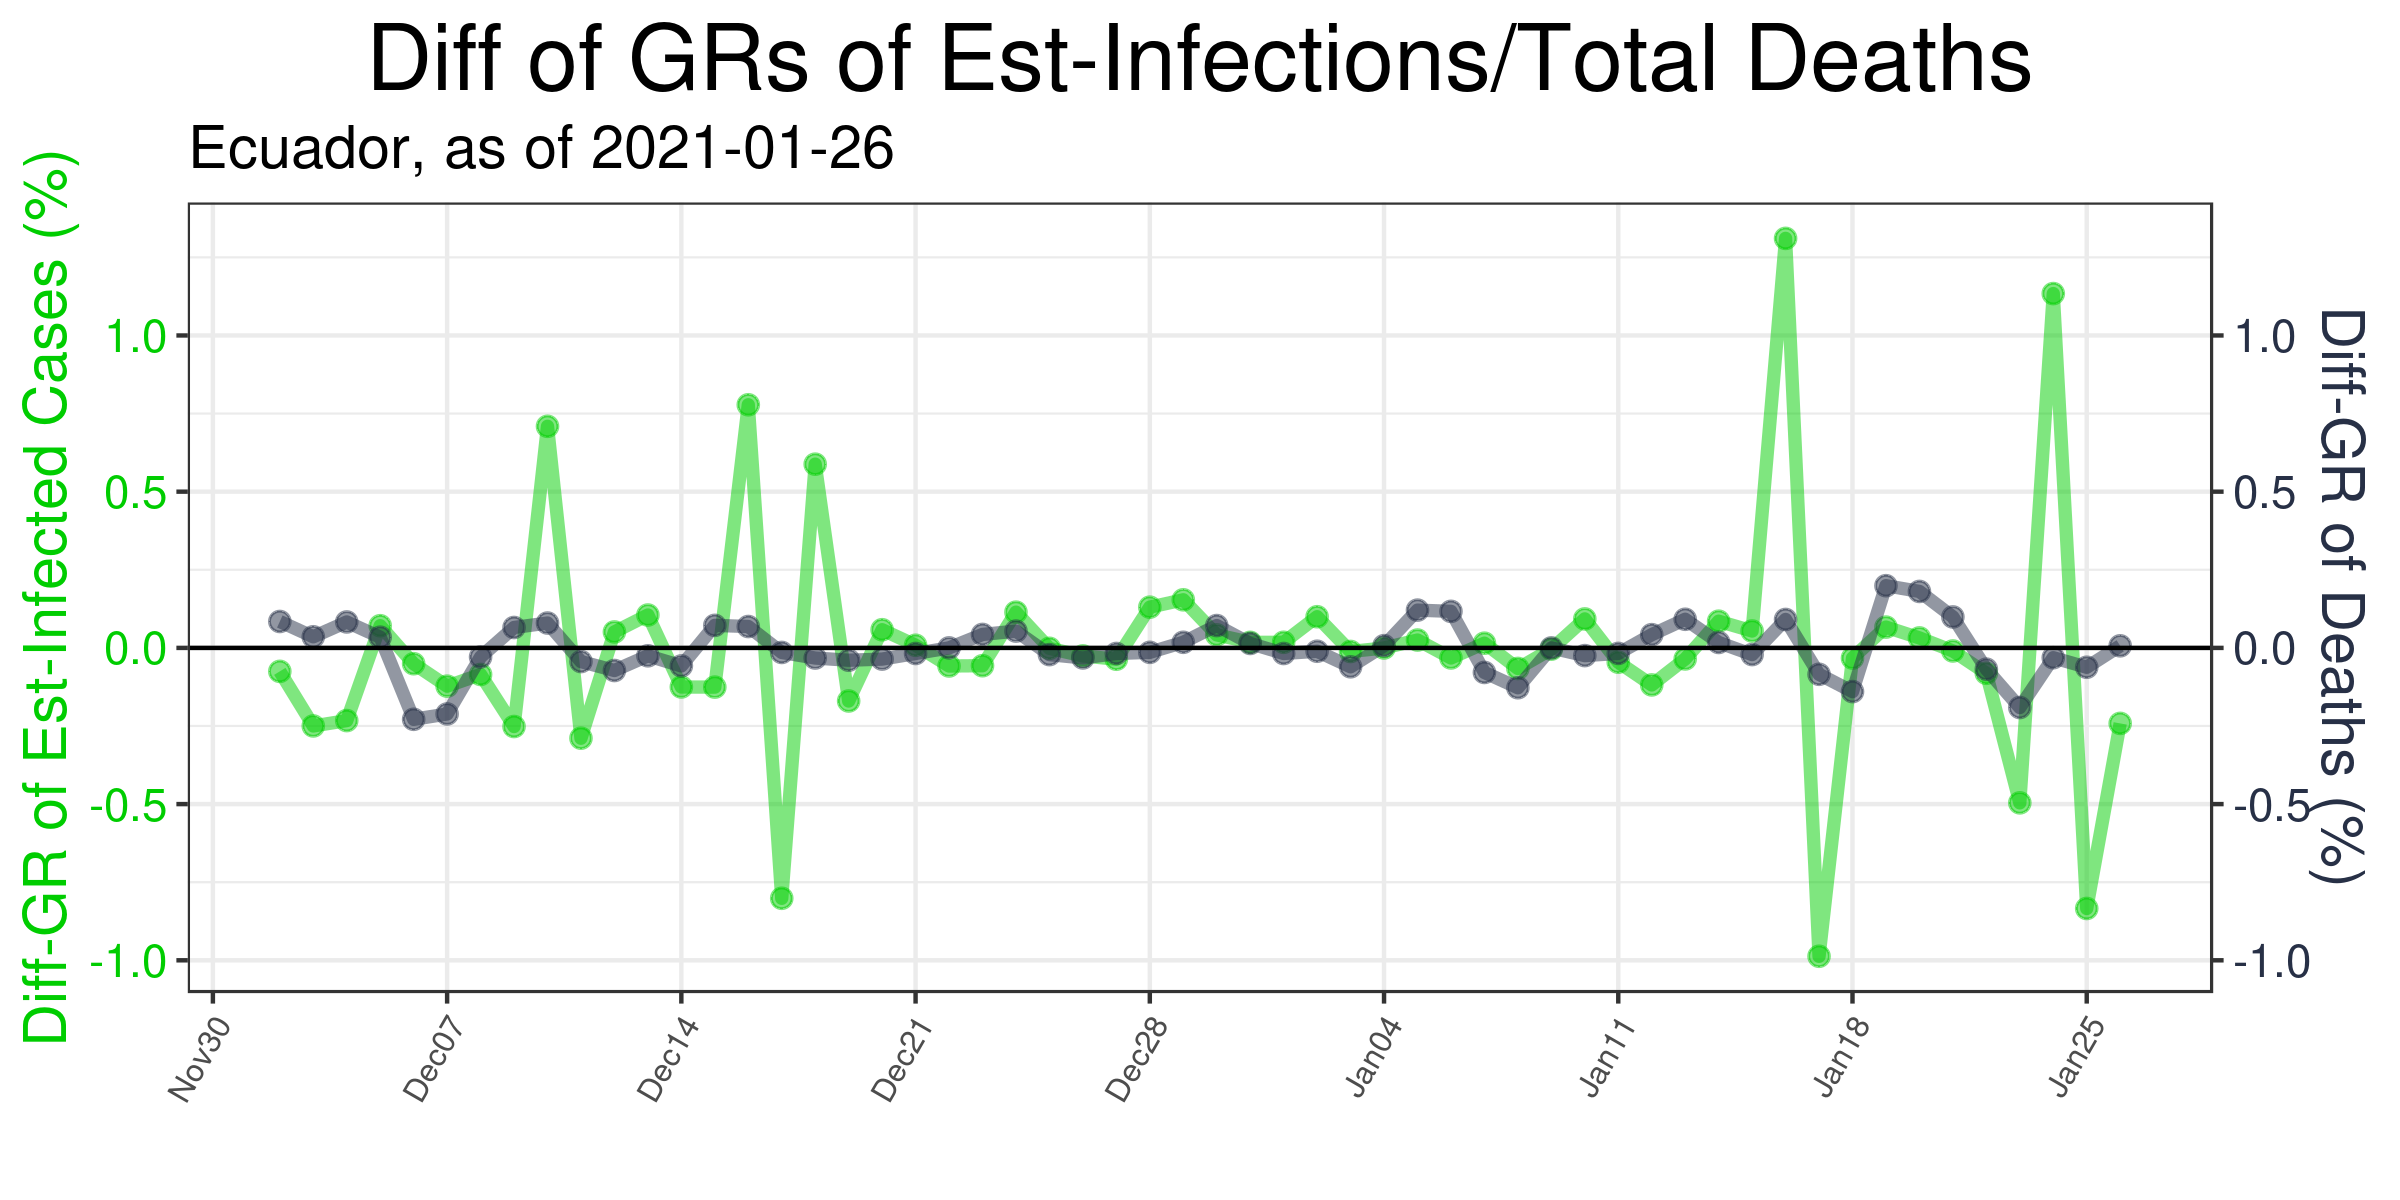 Diff of GRs of Est-Infections/Total Deaths
Ecuador, as of 2021-01-26
Diff-GR of Est-Infected Cases (%)
1.0
0.5
0.0
-0.5
-1.0
1.0
0.5
0.0
-0.5
-1.0
Diff-GR of Deaths (%)
Nov30
Dec07
Dec14
Dec21
Dec28
Jan04
Jan11
Jan18
Jan25